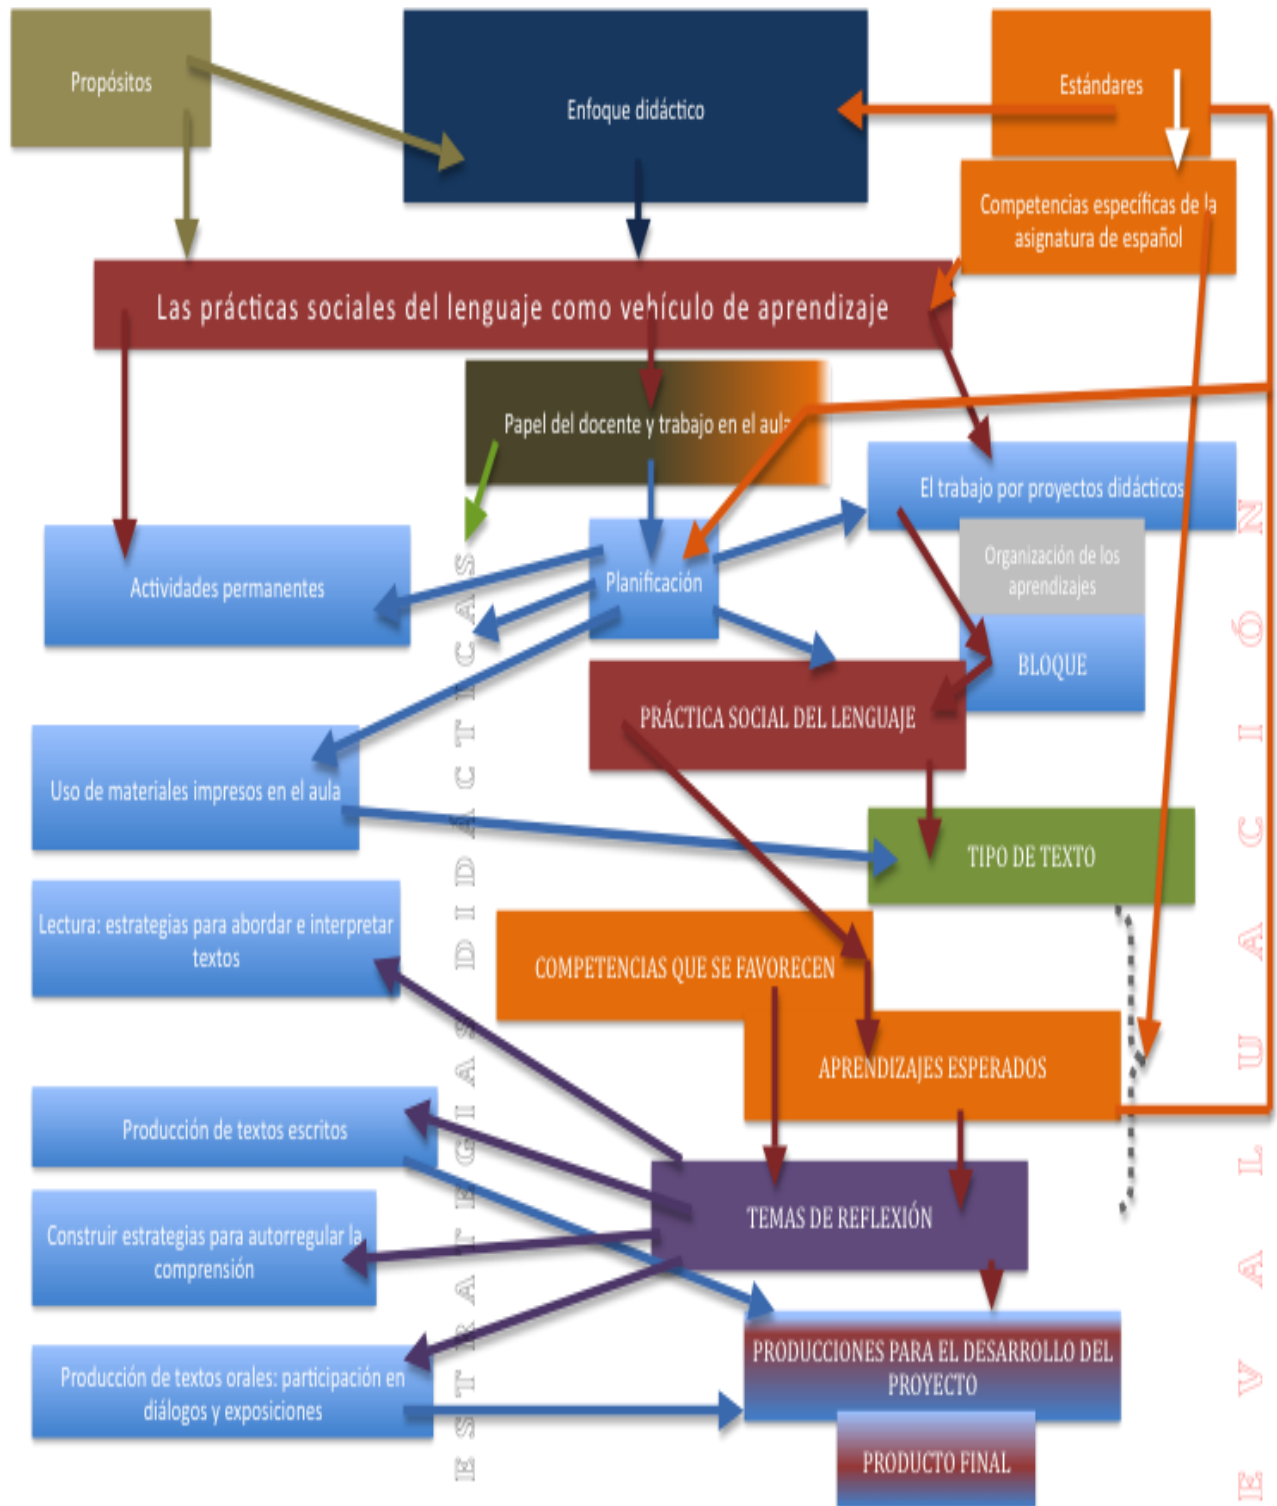 Propósitos
Enfoque didáctico
Estándares
Competencias específicas de la
asignatura de español
Las prácticas sociales del lenguaje como vehículo de aprendizaje
Papel del docente y trabajo en el aula
El trabajo por proyectos didácticos
Organización de los
aprendizajes
Actividades permanentes
Planificación
BLOQUE
PRÁCTICA SOCIAL DEL LENGUAJE
Uso de materiales impresos en el aula
TIPO DE TEXTO
Lectura: estrategias para abordar e interpretar
textos
COMPETENCIAS QUE SE FAVORECEN
APRENDIZAJES ESPERADOS
Producción de textos escritos
TEMAS DE REFLEXIÓN
Construir estrategias para autorregular la
comprensión
PRODUCCIONES PARA EL DESARROLLO DEL
PROYECTO
Producción de textos orales: participación en
diálogos y exposiciones
PRODUCTO FINAL
ESTRATEGIAS DIDÁCTICAS
EVALUACIÓN